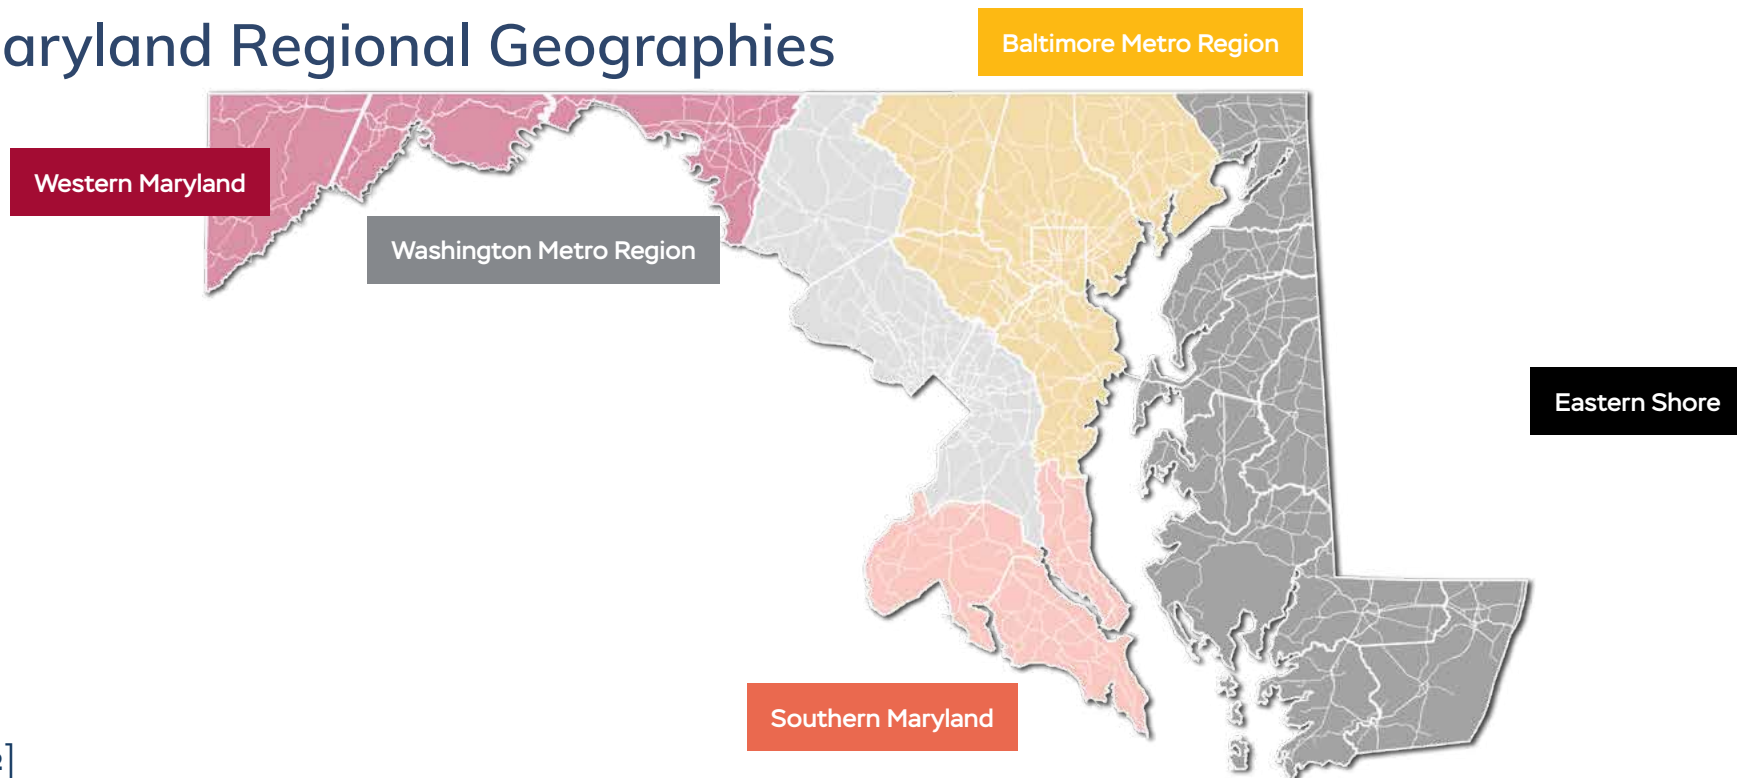 aryland Regional Geographies
Baltimore Metro Region
Western Maryland
Washington Metro Region
Eastern Shore
Southern Maryland
]